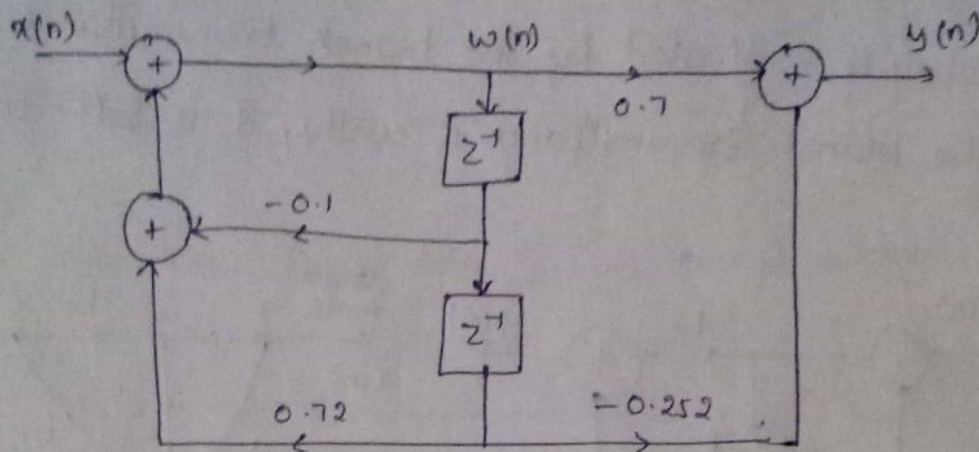 x(n) w(n) y(n)
+ +
0.7
z⁻¹
-0.1
+
z⁻¹
0.72 -0.252